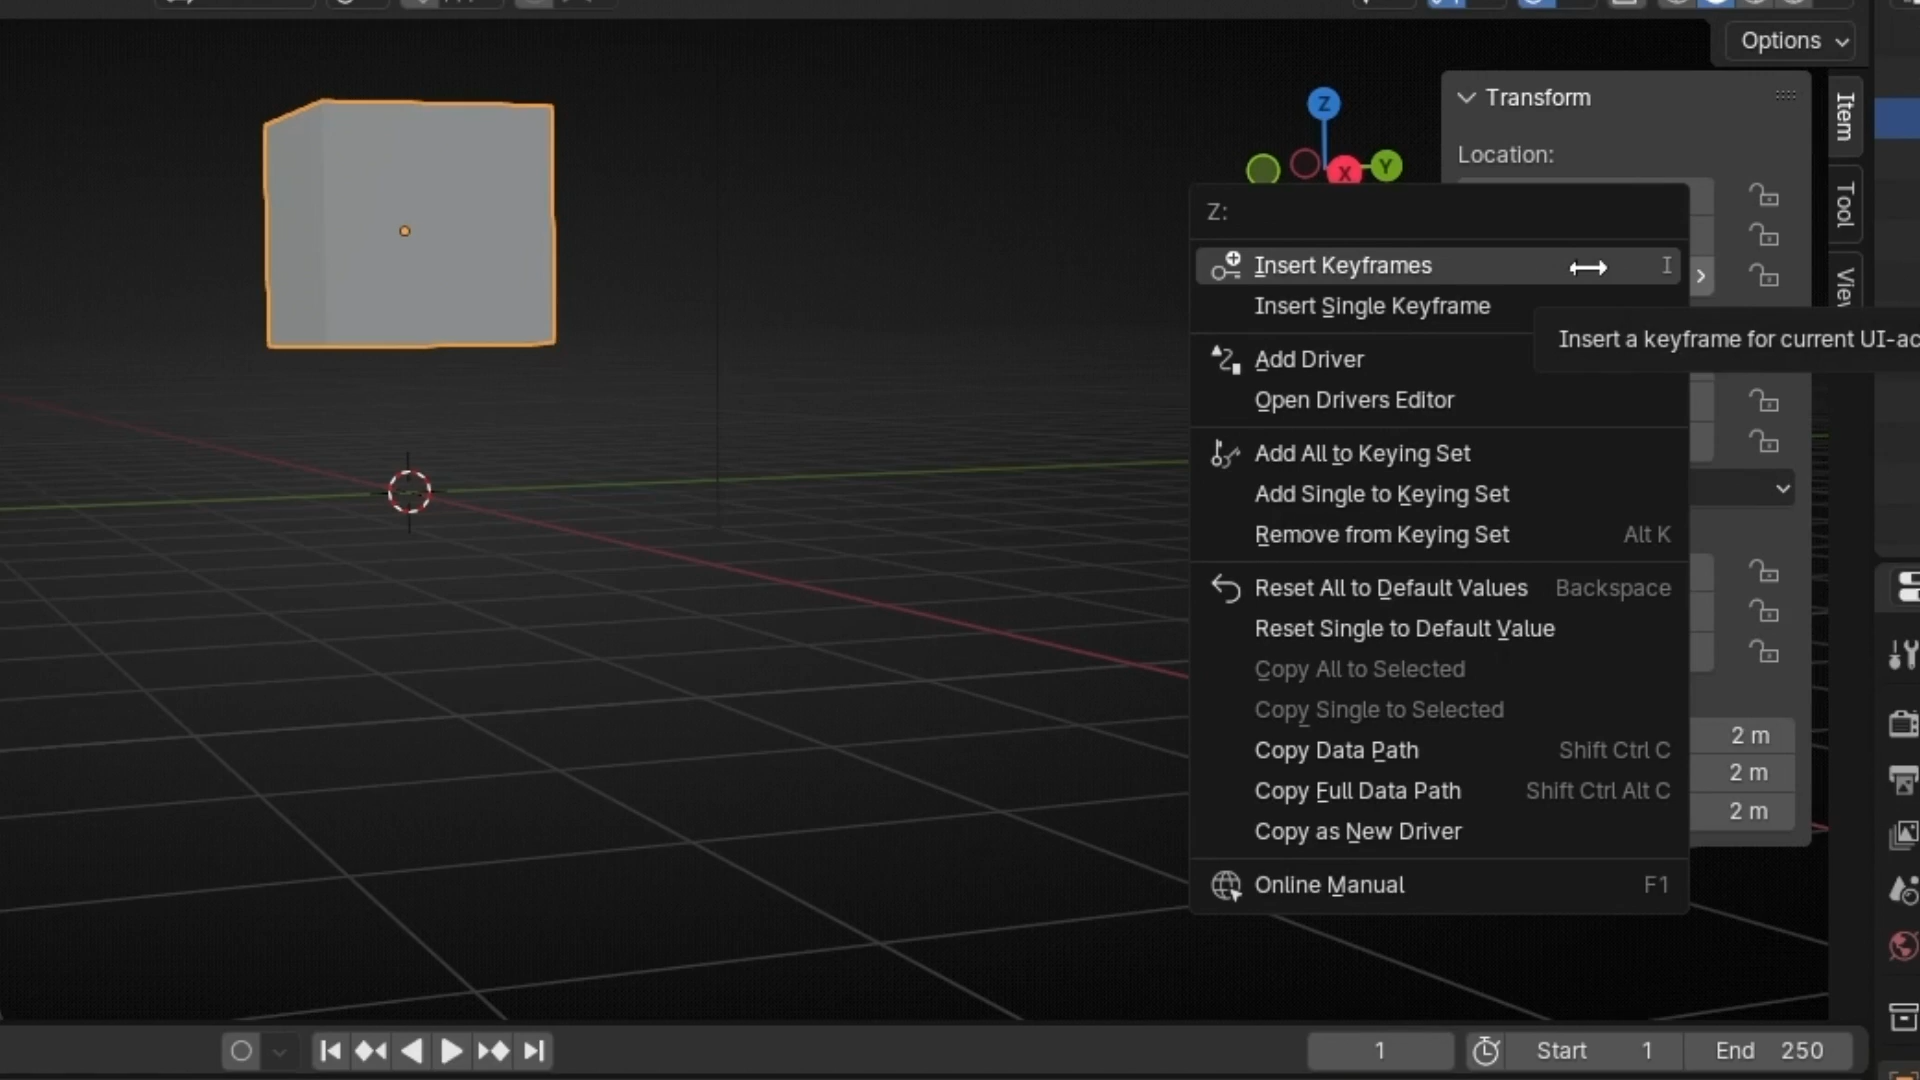 Options
Transform
Item
Location:
Z
Y
X
Tool
Z:
Insert Keyframes I
Insert Single Keyframe
View
Insert a keyframe for current UI-ac
Add Driver
Open Drivers Editor
Add All to Keying Set
Add Single to Keying Set
Remove from Keying Set Alt K
Reset All to Default Values Backspace
Reset Single to Default Value
Copy All to Selected
Copy Single to Selected
Copy Data Path Shift Ctrl C
2 m
Copy Full Data Path Shift Ctrl Alt C
2 m
Copy as New Driver
2 m
Online Manual F1
1
Start 1
End 250